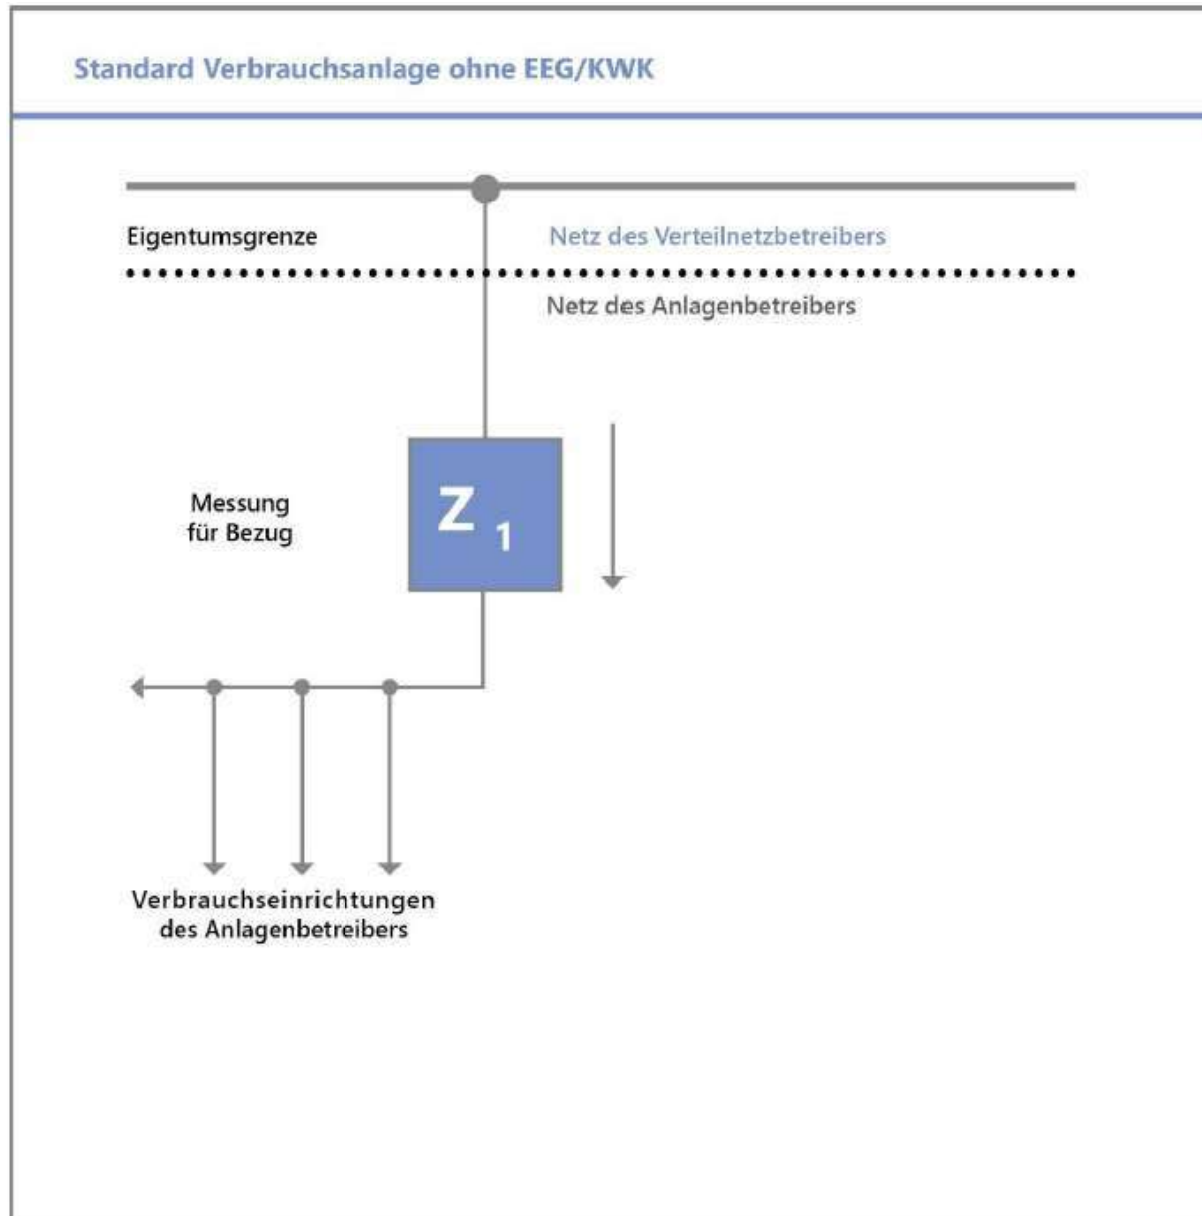 Standard Verbrauchsanlage ohne EEG/KWK
Eigentumsgrenze
Netz des Verteilnetzbetreibers
Netz des Anlagenbetreibers
Messung
für Bezug
Z 1
Verbrauchseinrichtungen
des Anlagenbetreibers